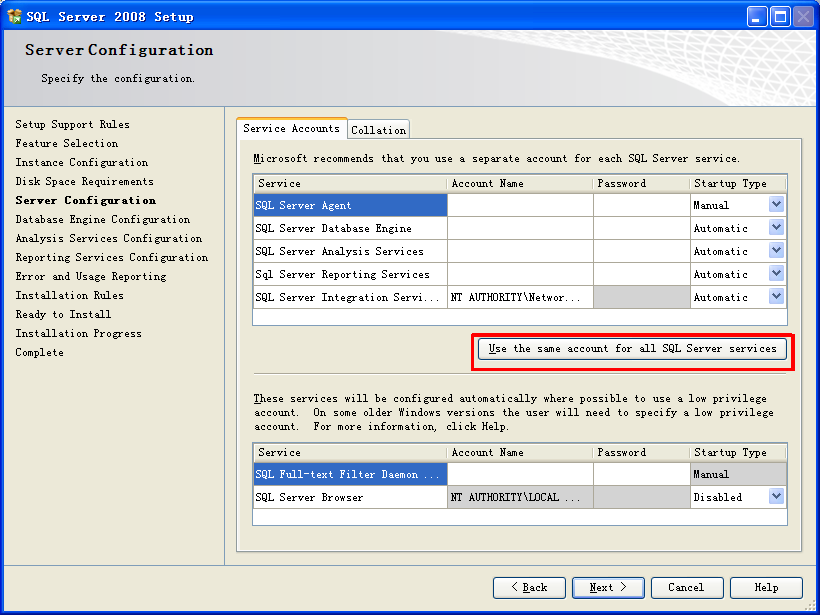 SQL Server 2008 Setup
Server Configuration
Specify the configuration.
Setup Support Rules
Feature Selection
Instance Configuration
Disk Space Requirements
Server Configuration
Database Engine Configuration
Analysis Services Configuration
Reporting Services Configuration
Error and Usage Reporting
Installation Rules
Ready to Install
Installation Progress
Complete
Service Accounts Collation
Microsoft recommends that you use a separate account for each SQL Server service.
Service Account Name Password Startup Type
SQL Server Agent Manual
SQL Server Database Engine Automatic
SQL Server Analysis Services Automatic
Sql Server Reporting Services Automatic
SQL Server Integration Servi... NT AUTHORITY\Networ... Automatic
Use the same account for all SQL Server services
These services will be configured automatically where possible to use a low privilege
account. On some older Windows versions the user will need to specify a low privilege
account. For more information, click Help.
Service Account Name Password Startup Type
SQL Full-text Filter Daemon ... Manual
SQL Server Browser NT AUTHORITY\LOCAL ... Disabled
< Back Next > Cancel Help